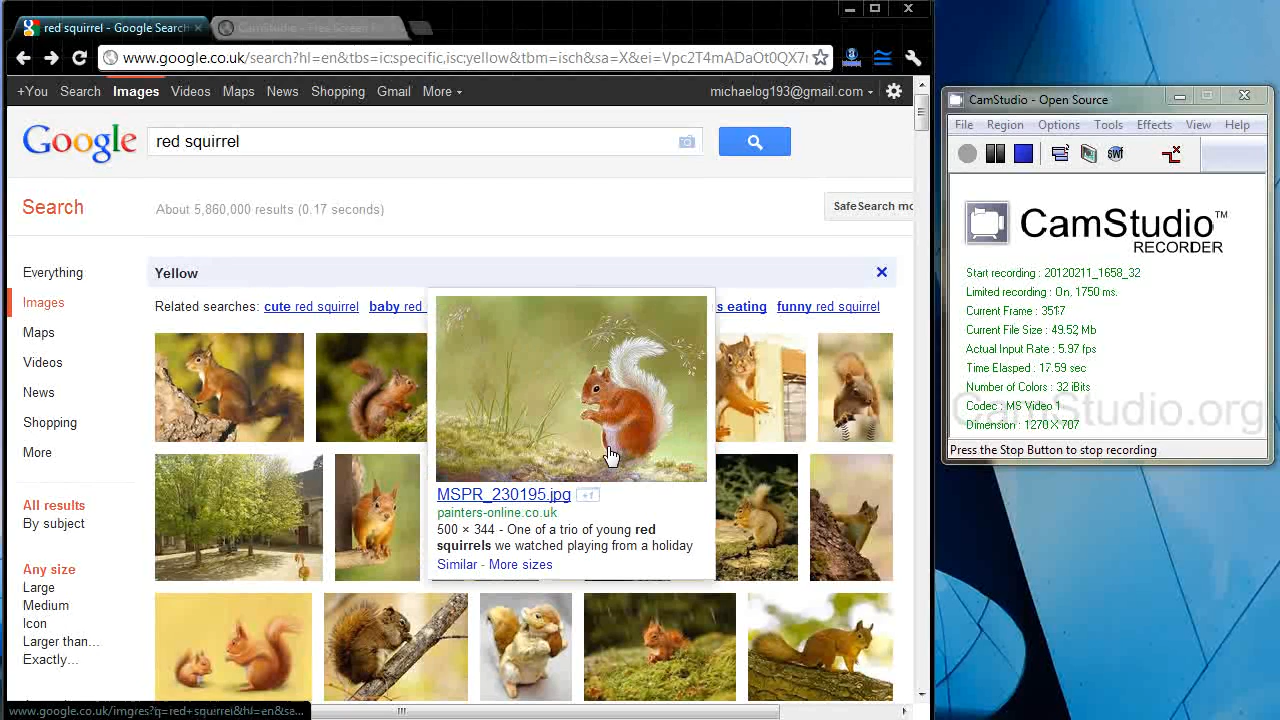 red squirrel - Google Search
CamStudio - Free Screen
www.google.co.uk/search?hl=en&tbs=ic:specific,isc:yellow&tbm=isch&sa=X&ei=Vpc2T4mADaOt0QX7
+You Search Images Videos Maps News Shopping Gmail More
michaelog193@gmail.com
Google
red squirrel
Search
About 5,860,000 results (0.17 seconds)
SafeSearch mo
Everything
Images
Maps
Videos
News
Shopping
More
All results
By subject
Any size
Large
Medium
Icon
Larger than...
Exactly...
Yellow
Related searches: cute red squirrel baby red s eating funny red squirrel
MSPR_230195.jpg +1
painters-online.co.uk
500 × 344 - One of a trio of young red
squirrels we watched playing from a holiday
Similar - More sizes
www.google.co.uk/imgres?q=red+squirrel&hl=en&se...
CamStudio - Open Source
File Region Options Tools Effects View Help
SWF
CamStudio™
RECORDER
Start recording : 20120211_1658_32
Limited recording : On. 1750 ms.
Current Frame : 3517
Current File Size : 49.52 Mb
Actual Input Rate : 5.97 fps
Time Elasped : 17.59 sec
Number of Colors : 32 iBits
Codec : MS Video 1
Dimension : 1270 X 707
CamStudio.org
Press the Stop Button to stop recording